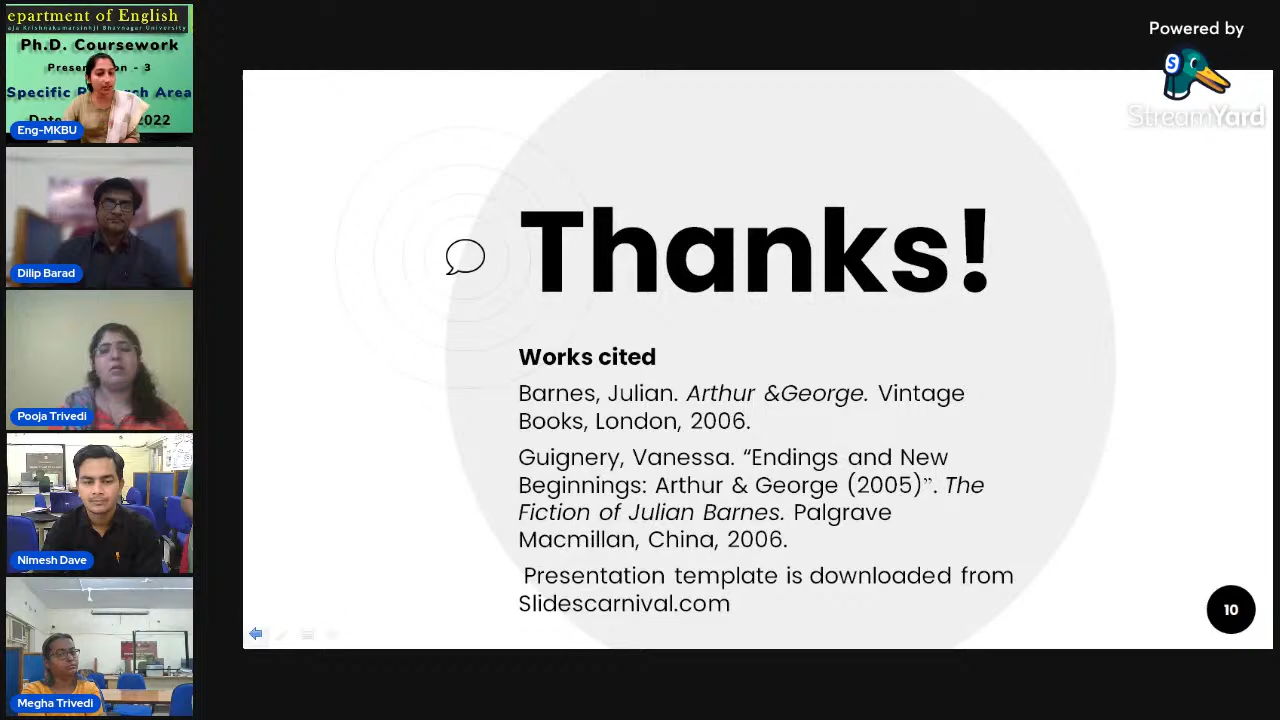 epartment of English
aja Krishnakumarsinhji Bhavnagar University
Ph.D. Coursework
Presen on - 3
Specific R rch Area
Date 2022
Eng-MKBU
Dilip Barad
Pooja Trivedi
Nimesh Dave
Megha Trivedi
Powered by
S
StreamYard
Thanks!
Works cited
Barnes, Julian. Arthur &George. Vintage
Books, London, 2006.
Guignery, Vanessa. “Endings and New
Beginnings: Arthur & George (2005)”. The
Fiction of Julian Barnes. Palgrave
Macmillan, China, 2006.
Presentation template is downloaded from
Slidescarnival.com
10